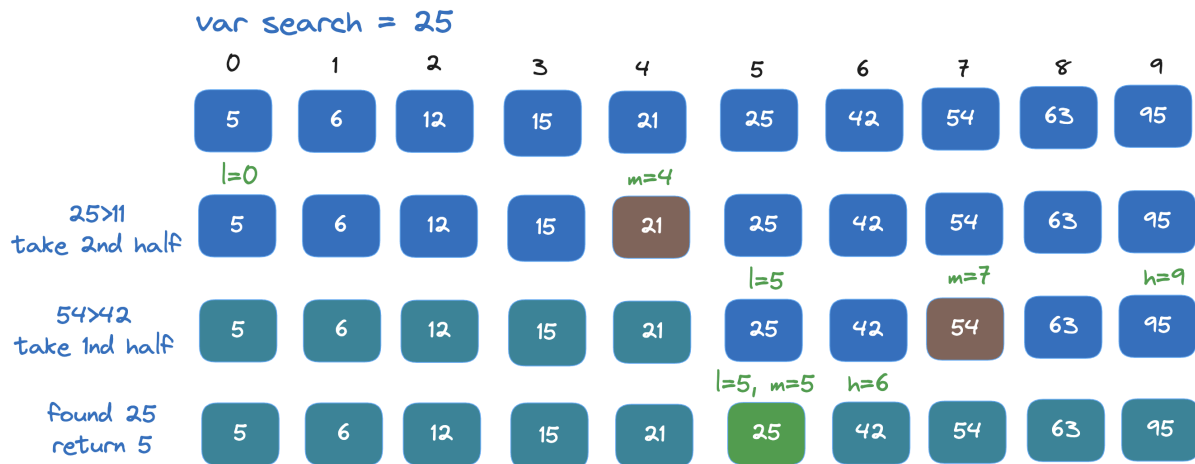 var search = 25
0 1 2 3 4 5 6 7 8 9
5 6 12 15 21 25 42 54 63 95
l=0 m=4
25>11
take 2nd half
5 6 12 15 21 25 42 54 63 95
l=5 m=7 h=9
54>42
take 1nd half
5 6 12 15 21 25 42 54 63 95
l=5, m=5 h=6
found 25
return 5
5 6 12 15 21 25 42 54 63 95